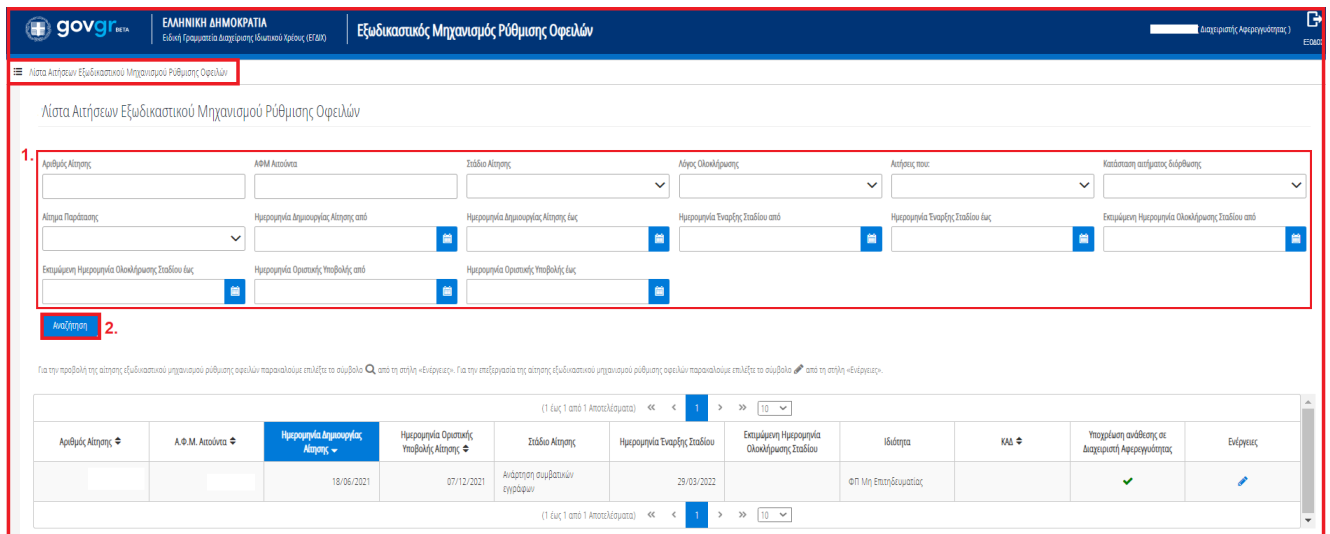 govgr BETA
ΕΛΛΗΝΙΚΗ ΔΗΜΟΚΡΑΤΙΑ
Ειδική Γραμματεία Διαχείρισης Ιδιωτικού Χρέους (ΕΓΔΙΧ)
Εξωδικαστικός Μηχανισμός Ρύθμισης Οφειλών
Διαχειριστής Αφερεγγυότητας )
ΕΞΟΔΟΣ
Λίστα Αιτήσεων Εξωδικαστικού Μηχανισμού Ρύθμισης Οφειλών
Λίστα Αιτήσεων Εξωδικαστικού Μηχανισμού Ρύθμισης Οφειλών
1.
Αριθμός Αίτησης ΑΦΜ Αιτούντα Στάδιο Αίτησης Λόγος Ολοκλήρωσης Αιτήσεις που: Κατάσταση αιτήματος διόρθωσης
Αίτημα Παράτασης Ημερομηνία Δημιουργίας Αίτησης από Ημερομηνία Δημιουργίας Αίτησης έως Ημερομηνία Έναρξης Σταδίου από Ημερομηνία Έναρξης Σταδίου έως Εκτιμώμενη Ημερομηνία Ολοκλήρωσης Σταδίου από
Εκτιμώμενη Ημερομηνία Ολοκλήρωσης Σταδίου έως Ημερομηνία Οριστικής Υποβολής από Ημερομηνία Οριστικής Υποβολής έως
Αναζήτηση 2.
Για την προβολή της αίτησης εξωδικαστικού μηχανισμού ρύθμισης οφειλών παρακαλούμε επιλέξτε το σύμβολο από τη στήλη «Ενέργειες». Για την επεξεργασία της αίτησης εξωδικαστικού μηχανισμού ρύθμισης οφειλών παρακαλούμε επιλέξτε το σύμβολο από τη στήλη «Ενέργειες».
(1 έως 1 από 1 Αποτελέσματα) 1 10
Αριθμός Αίτησης Α.Φ.Μ. Αιτούντα Ημερομηνία Δημιουργίας Αίτησης Ημερομηνία Οριστικής Υποβολής Αίτησης Στάδιο Αίτησης Ημερομηνία Έναρξης Σταδίου Εκτιμώμενη Ημερομηνία Ολοκλήρωσης Σταδίου Ιδιότητα ΚΑΔ Υποχρέωση ανάθεσης σε Διαχειριστή Αφερεγγυότητας Ενέργειες
18/06/2021 07/12/2021 Ανάρτηση συμβατικών εγγράφων 29/03/2022 ΦΠ Μη Επιτηδευματίας
(1 έως 1 από 1 Αποτελέσματα) 1 10